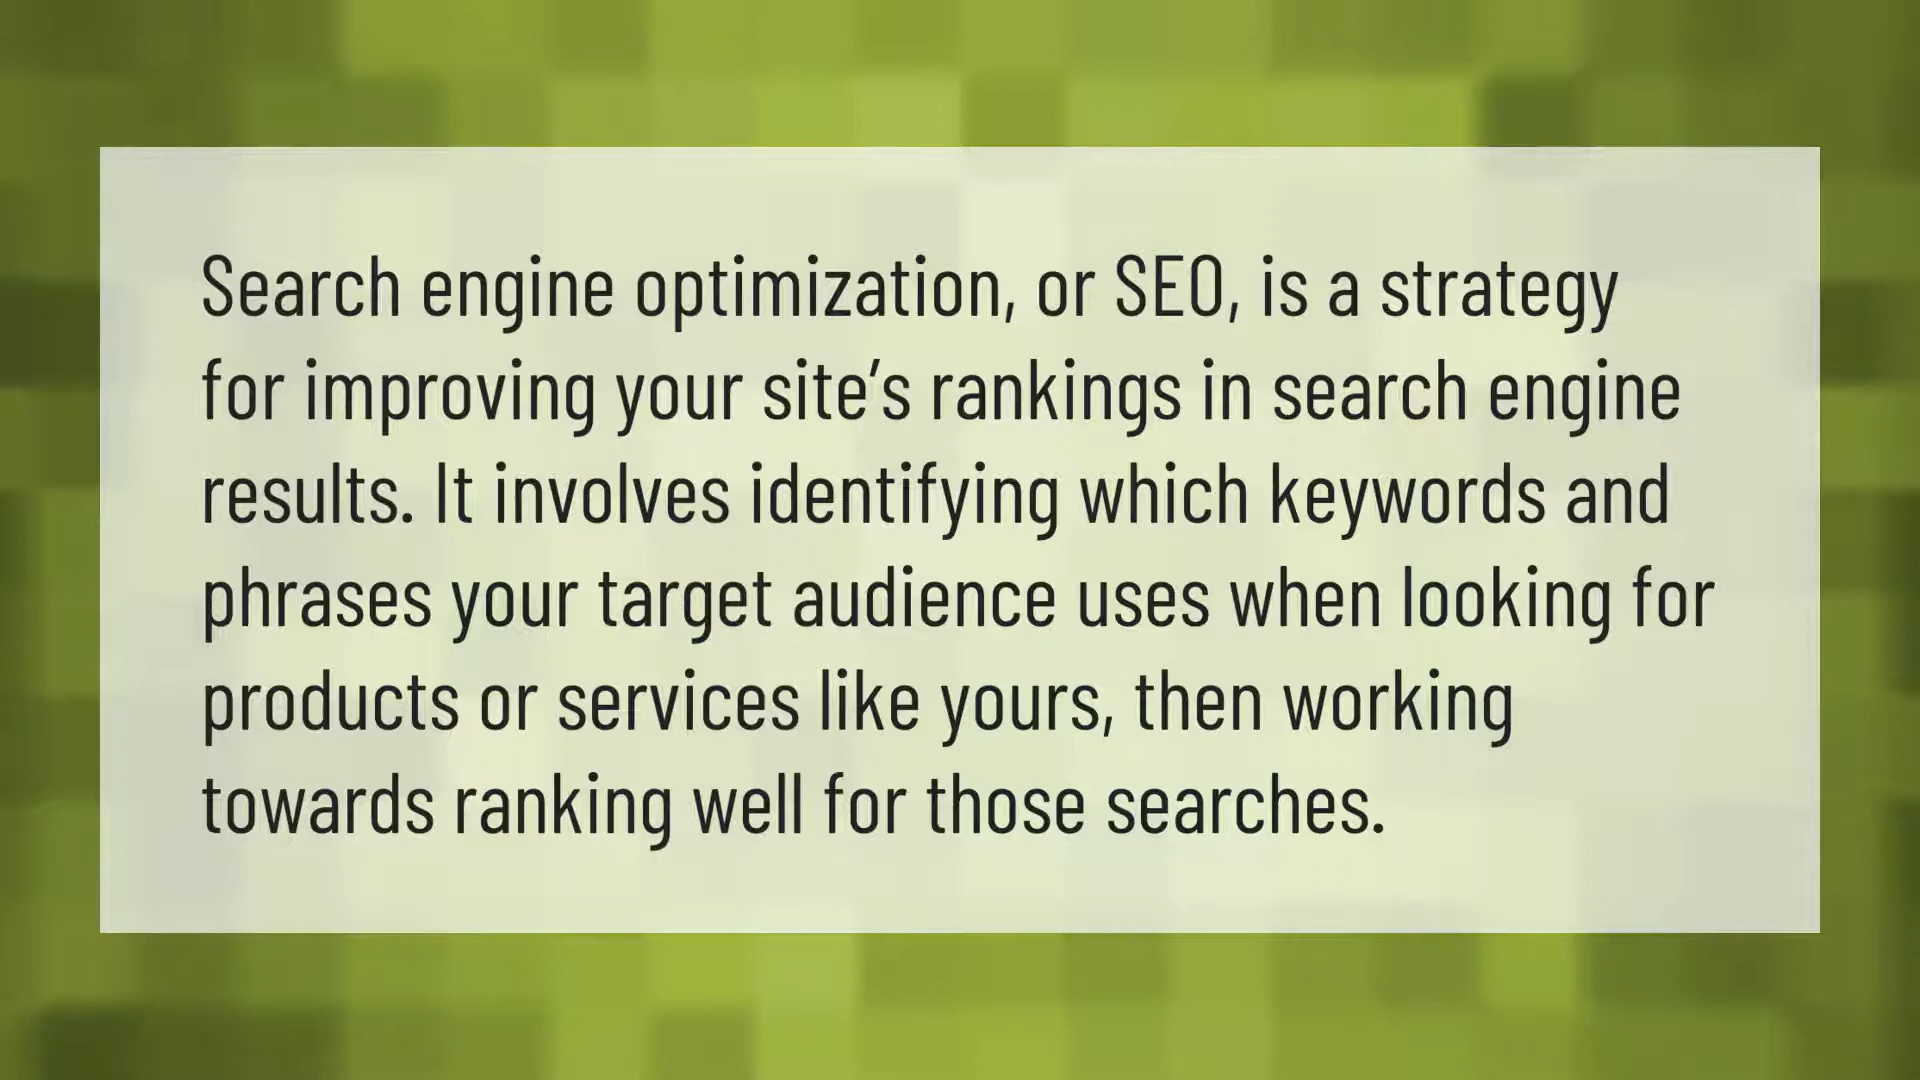 Search engine optimization, or SEO, is a strategy
for improving your site’s rankings in search engine
results. It involves identifying which keywords and
phrases your target audience uses when looking for
products or services like yours, then working
towards ranking well for those searches.